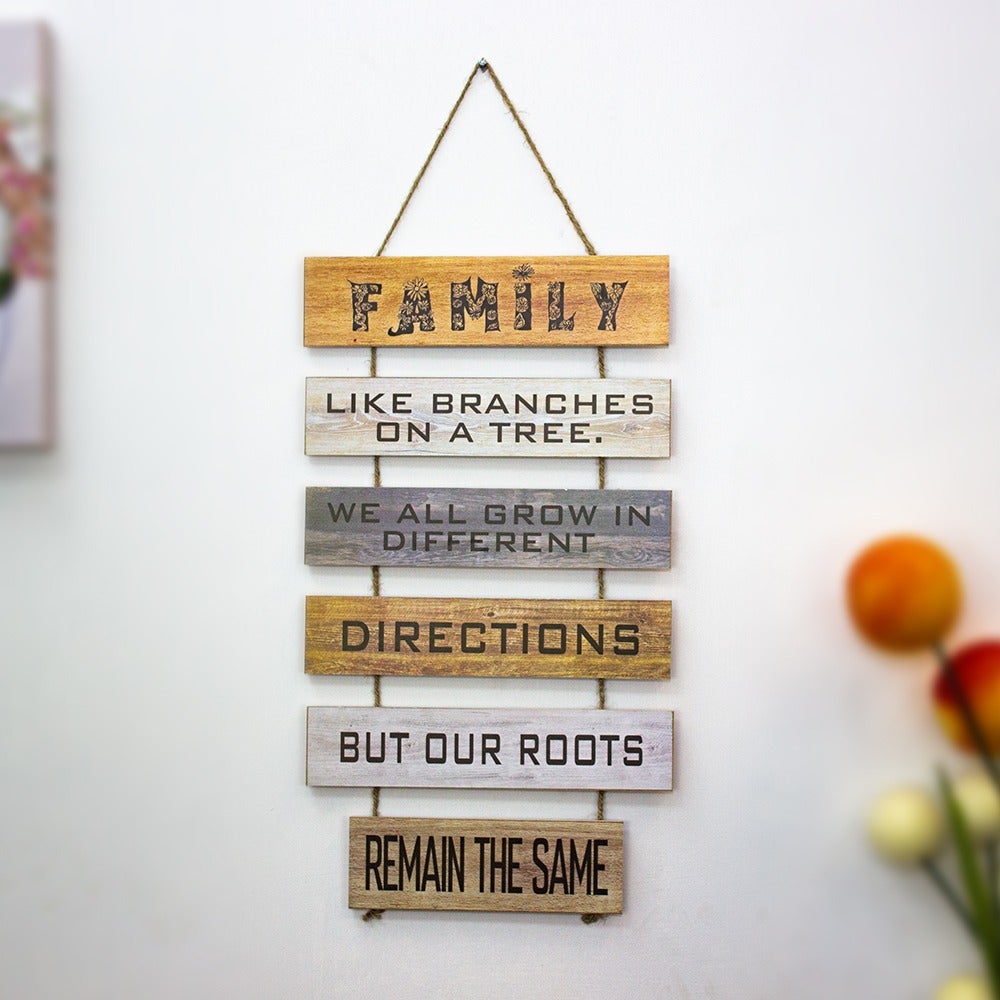 FAMiLY
LIKE BRANCHES
ON A TREE.
WE ALL GROW IN
DIFFERENT
DIRECTIONS
BUT OUR ROOTS
REMAIN THE SAME